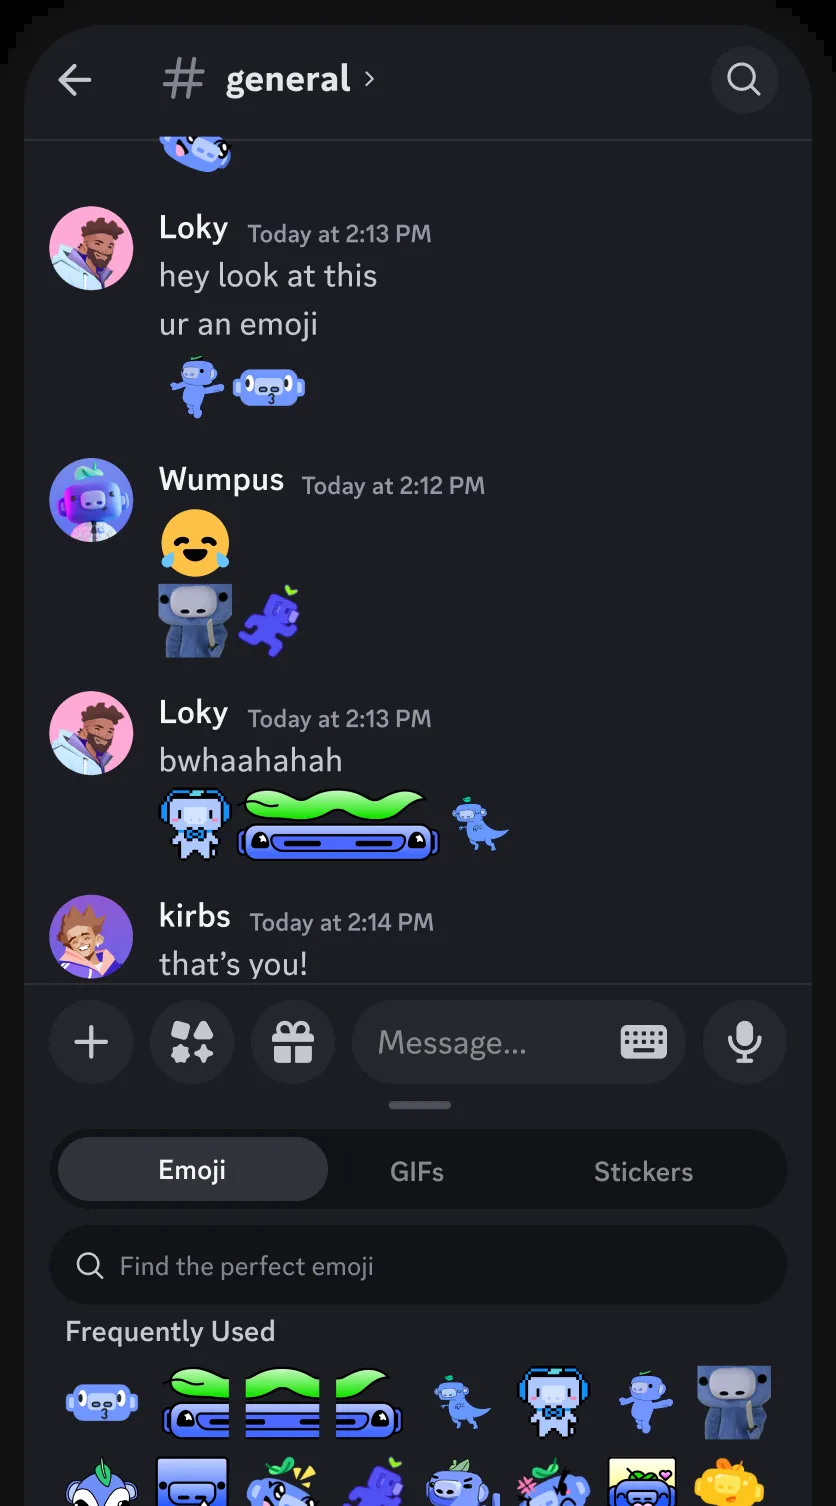 general
Loky Today at 2:13 PM
hey look at this
ur an emoji
Wumpus Today at 2:12 PM
Loky Today at 2:13 PM
bwhaahahah
kirbs Today at 2:14 PM
that’s you!
Message...
Emoji GIFs Stickers
Find the perfect emoji
Frequently Used